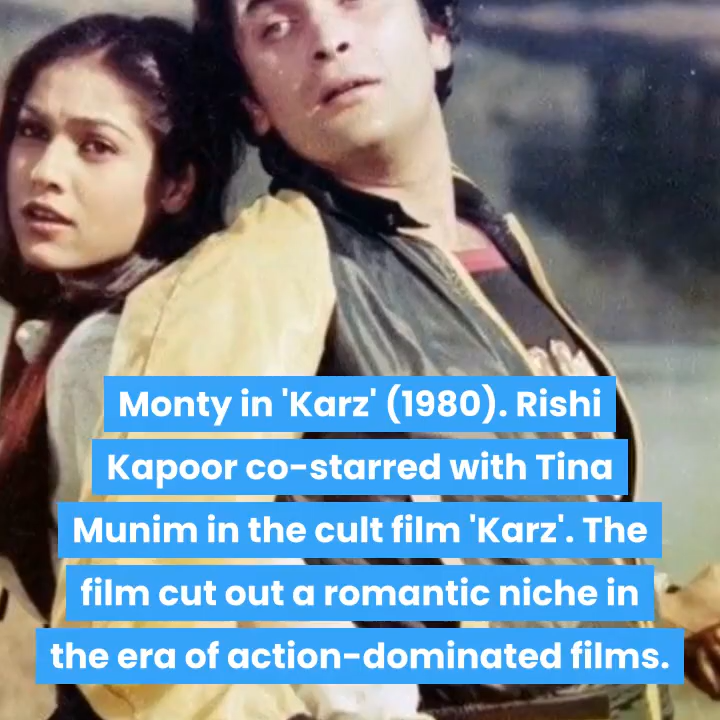 Monty in 'Karz' (1980). Rishi
Kapoor co-starred with Tina
Munim in the cult film 'Karz'. The
film cut out a romantic niche in
the era of action-dominated films.